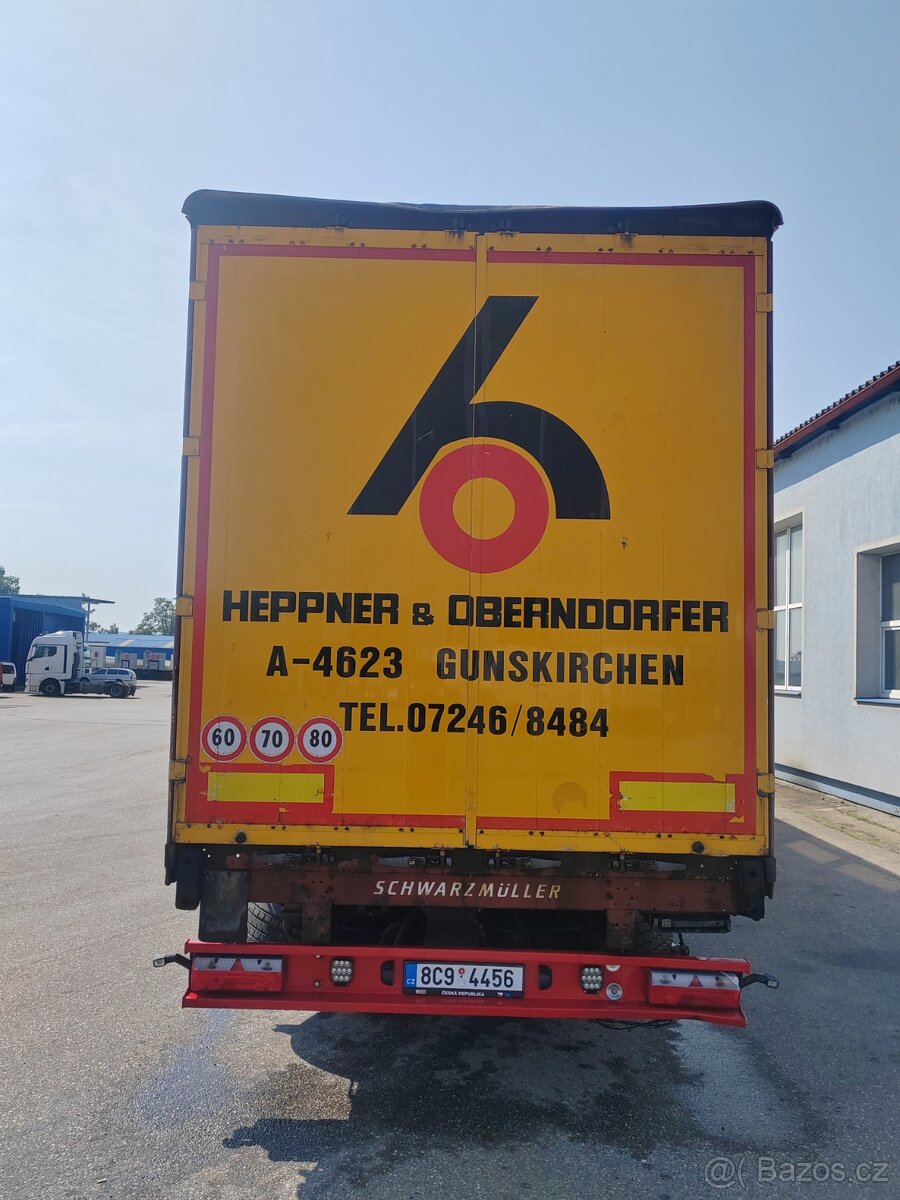 HEPPNER & OBERNDORFER
A-4623 GUNSKIRCHEN
TEL.07246/8484
60 70 80
SCHWARZMÜLLER
CZ 8C9 4456
ČESKÁ REPUBLIKA
@( Bazos.cz